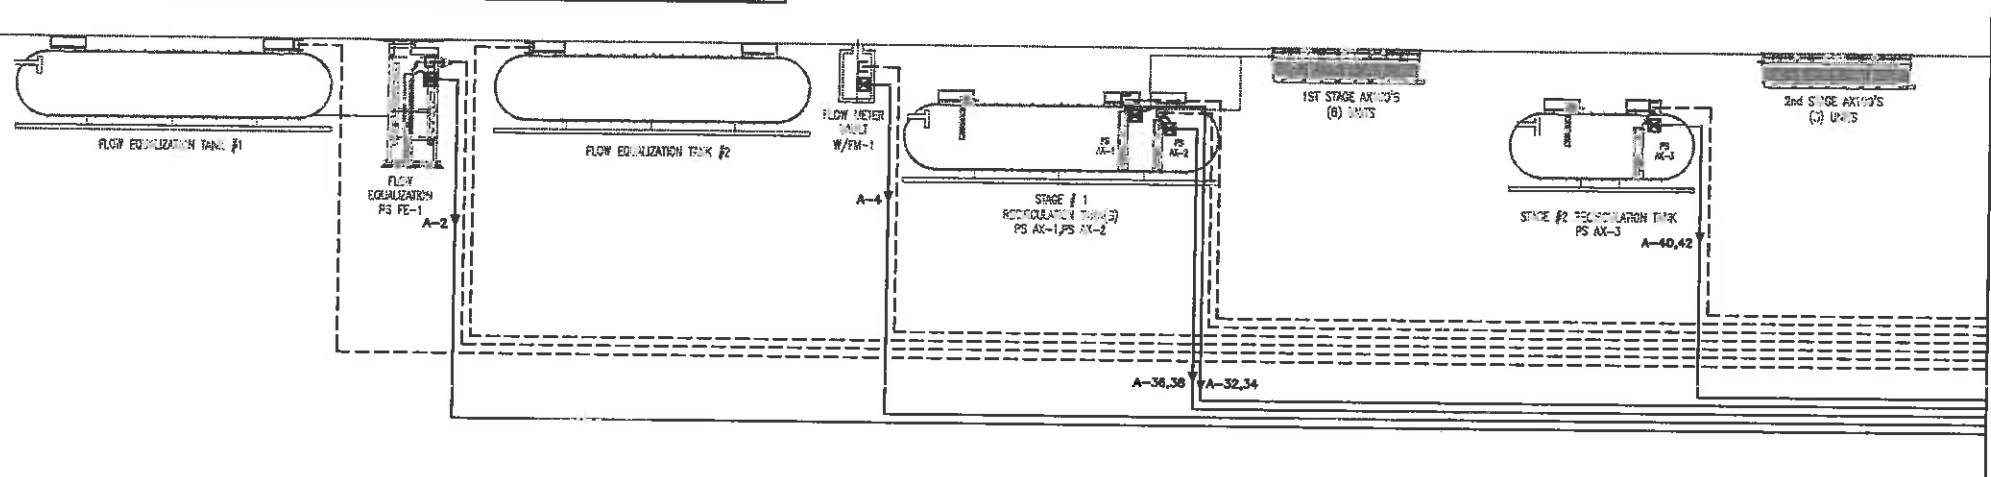 FLOW EQUALIZATION TANK #1
FLOW
EQUALIZATION
PS FE-1
A-2
FLOW EQUALIZATION TANK #2
FLOW METER
VAULT
W/FM-1
A-4
PS
AX-1
PS
AX-2
STAGE # 1
RECIRCULATION TANK(S)
PS AX-1,PS AX-2
A-36,38
A-32,34
1ST STAGE AX100'S
(6) UNITS
PS
AX-3
STAGE #2 RECIRCULATION TANK
PS AX-3
A-40,42
2nd STAGE AX100'S
(3) UNITS